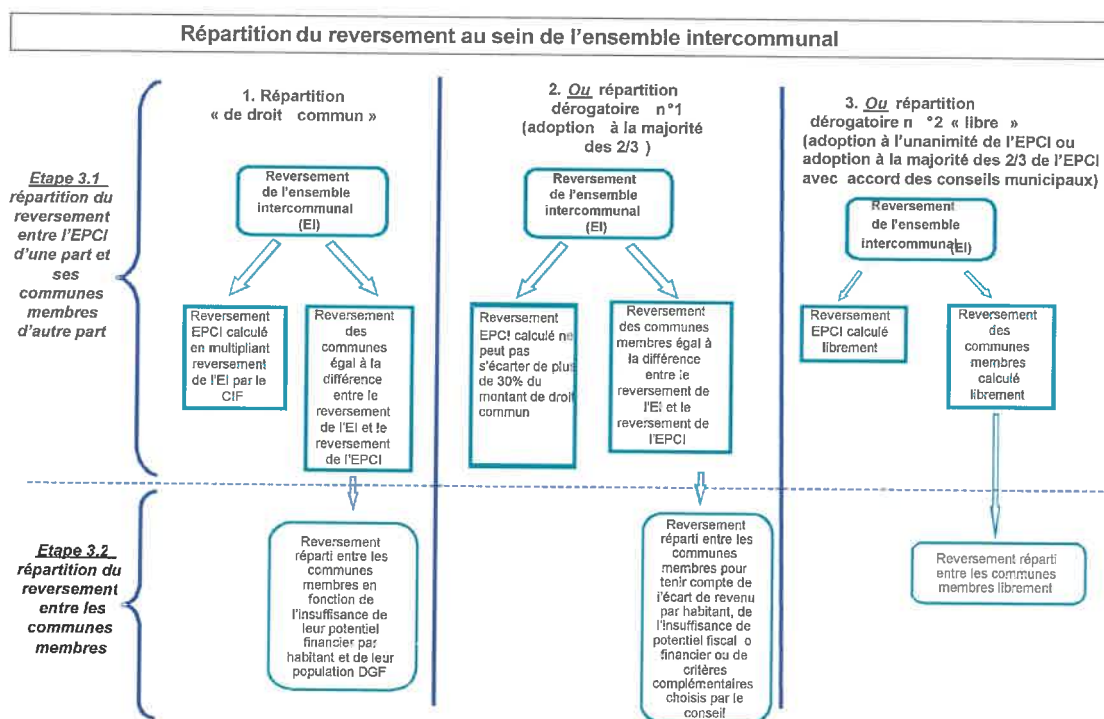 Répartition du reversement au sein de l'ensemble intercommunal
1. Répartition
« de droit commun »
2. Ou répartition
dérogatoire n°1
(adoption à la majorité
des 2/3 )
3. Ou répartition
dérogatoire n °2 « libre »
(adoption à l'unanimité de l'EPCI ou
adoption à la majorité des 2/3 de l'EPCI
avec accord des conseils municipaux)
Etape 3.1
répartition du
reversement
entre l'EPCI
d'une part et
ses
communes
membres
d'autre part
Reversement
de l'ensemble
intercommunal
(EI)
Reversement
EPCI calculé
en multipliant
reversement
de l'EI par le
CIF
Reversement
des
communes
égal à la
différence
entre le
reversement
de l'EI et le
reversement
de l'EPCI
Reversement
de l'ensemble
intercommunal
(EI)
Reversement
EPCI calculé ne
peut pas
s'écarter de plus
de 30% du
montant de droit
commun
Reversement
des communes
membres égal à
la différence
entre le
reversement de
l'EI et le
reversement de
l'EPCI
Reversement
de l'ensemble
intercommunal(EI)
Reversement
EPCI calculé
librement
Reversement
des
communes
membres
calculé
librement
Etape 3.2
répartition du
reversement
entre les
communes
membres
Reversement
réparti entre les
communes
membres en
fonction de
l'insuffisance de
leur potentiel
financier par
habitant et de leur
population DGF
Reversement
réparti entre les
communes
membres pour
tenir compte de
l'écart de revenu
par habitant, de
l'insuffisance de
potentiel fiscal o
financier ou de
critères
complémentaires
choisis par le
conseil
Reversement réparti
entre les communes
membres librement